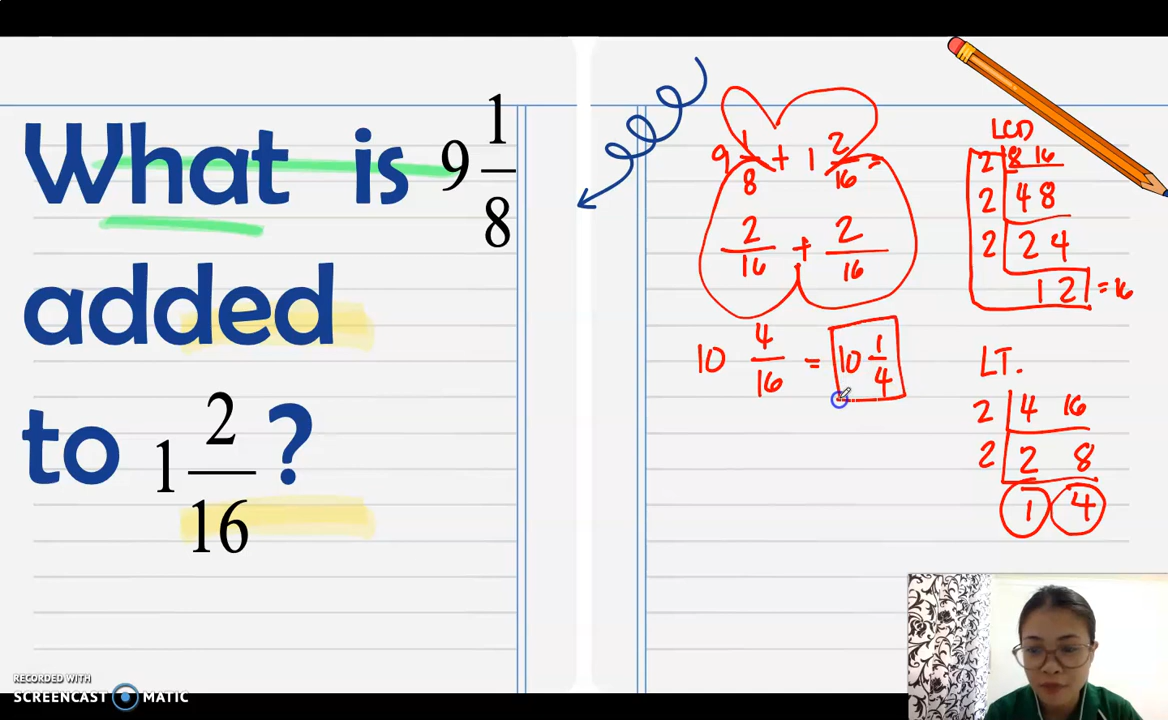 What is 9 1/8
added
to 1 2/16 ?
9 1/8 + 1 2/16 =
2/16 + 2/16
10 4/16 = 10 1/4
LCD
2 8 16
2 4 8
2 2 4
1 2 = 16
LT.
2 4 16
2 2 8
1 4
RECORDED WITH
SCREENCAST MATIC